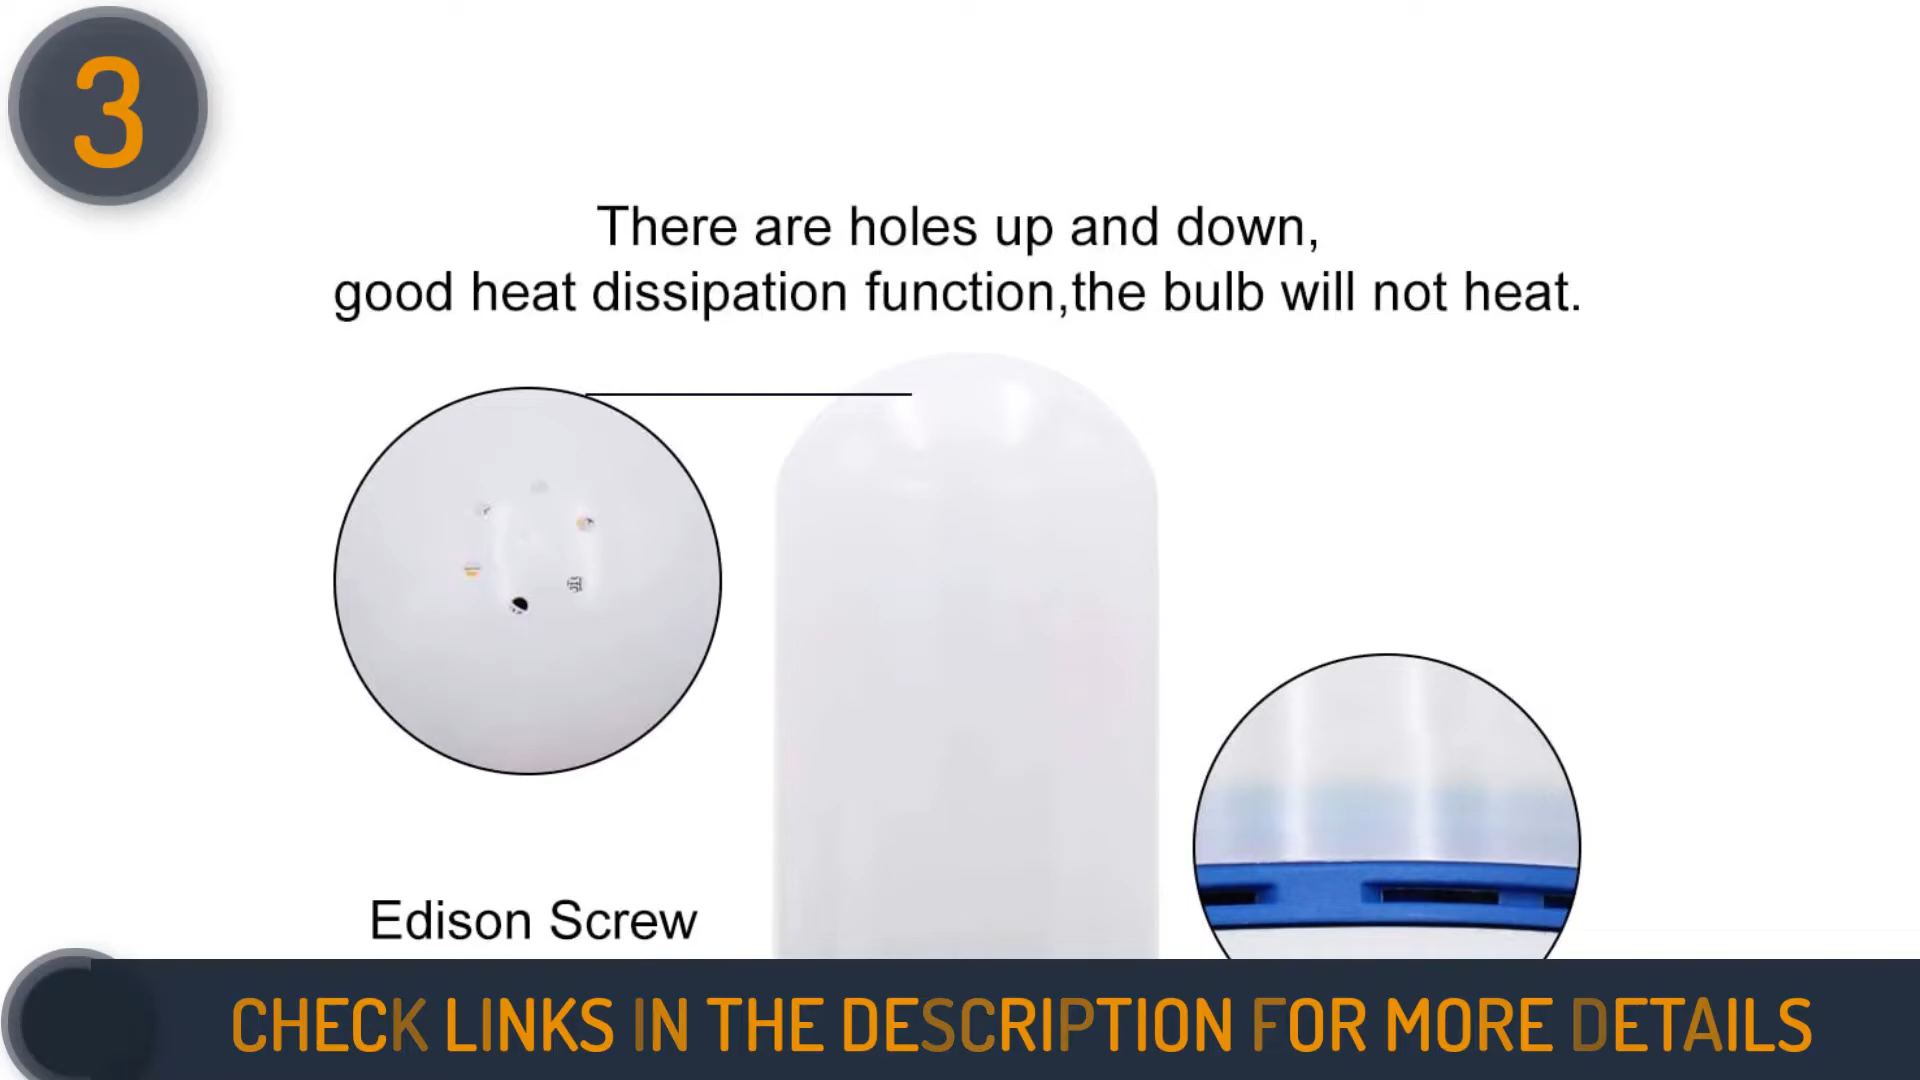 3
There are holes up and down,
good heat dissipation function,the bulb will not heat.
Edison Screw
CHECK LINKS IN THE DESCRIPTION FOR MORE DETAILS